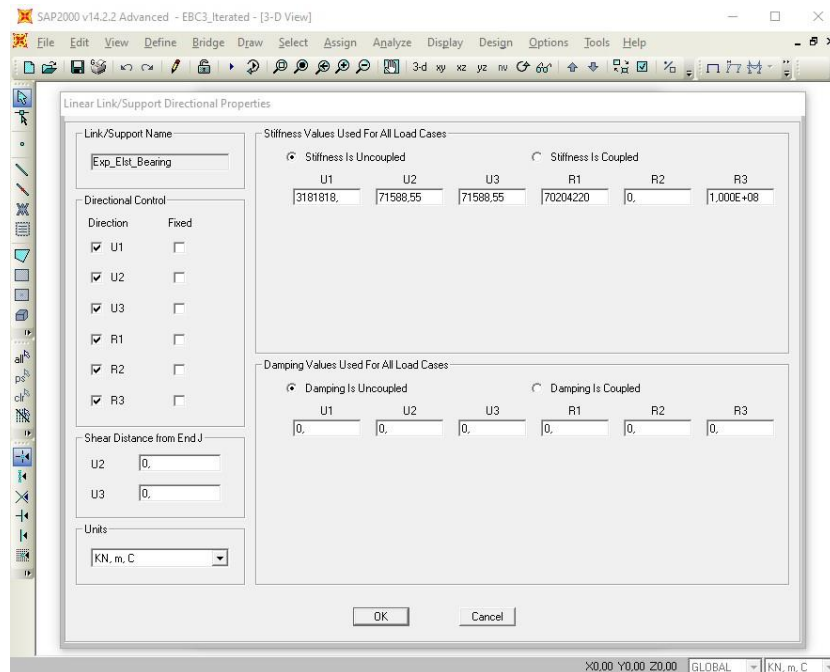 SAP2000 v14.2.2 Advanced - EBC3_Iterated - [3-D View]
File Edit View Define Bridge Draw Select Assign Analyze Display Design Options Tools Help
3-d xy xz yz nv
Linear Link/Support Directional Properties
Link/Support Name
Exp_Elst_Bearing
Directional Control
Direction Fixed
U1
U2
U3
R1
R2
R3
Shear Distance from End J
U2 0,
U3 0,
Units
KN, m, C
Stiffness Values Used For All Load Cases
Stiffness Is Uncoupled Stiffness Is Coupled
U1 U2 U3 R1 R2 R3
3181818, 71588,55 71588,55 70204220 0, 1,000E+08
Damping Values Used For All Load Cases
Damping Is Uncoupled Damping Is Coupled
U1 U2 U3 R1 R2 R3
0, 0, 0, 0, 0, 0,
OK Cancel
all
ps
clr
X0,00 Y0,00 Z0,00 GLOBAL KN, m, C